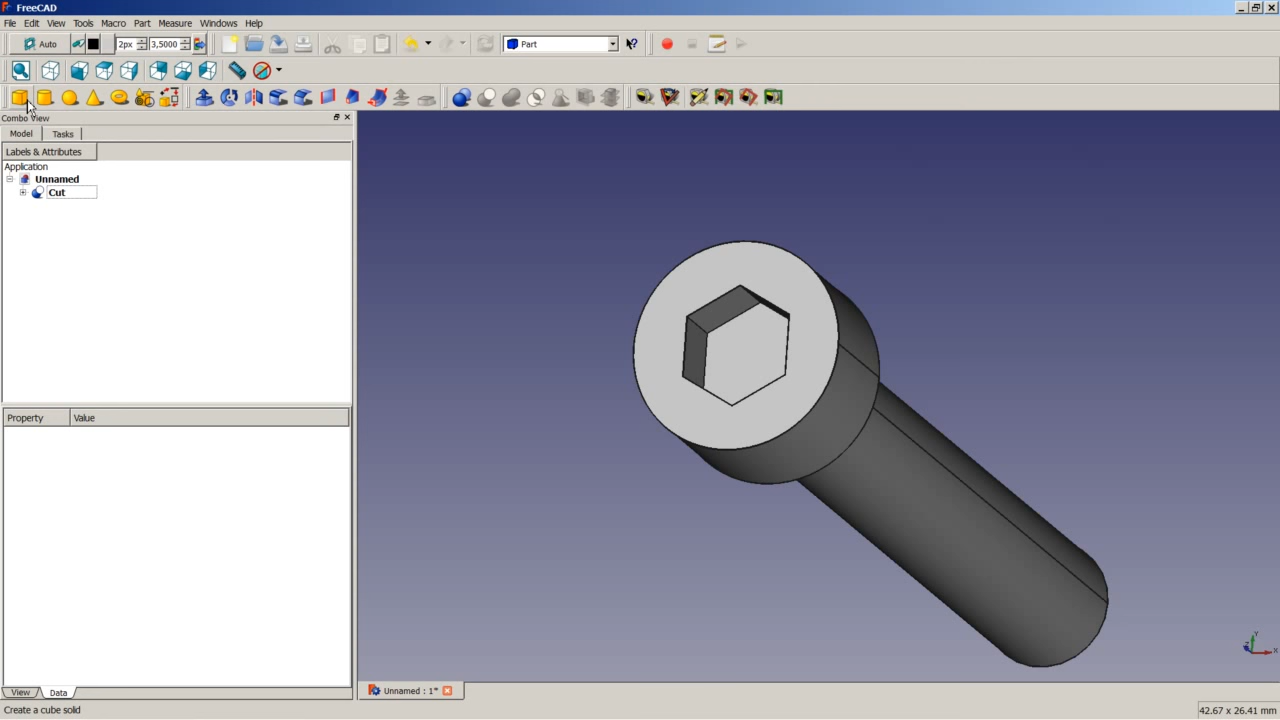 FreeCAD
File Edit View Tools Macro Part Measure Windows Help
Auto 2px 3,5000 Part
Combo View
Model Tasks
Labels & Attributes
Application
Unnamed
Cut
Property Value
View Data
Unnamed : 1*
Create a cube solid 42.67 x 26.41 mm
Y
X